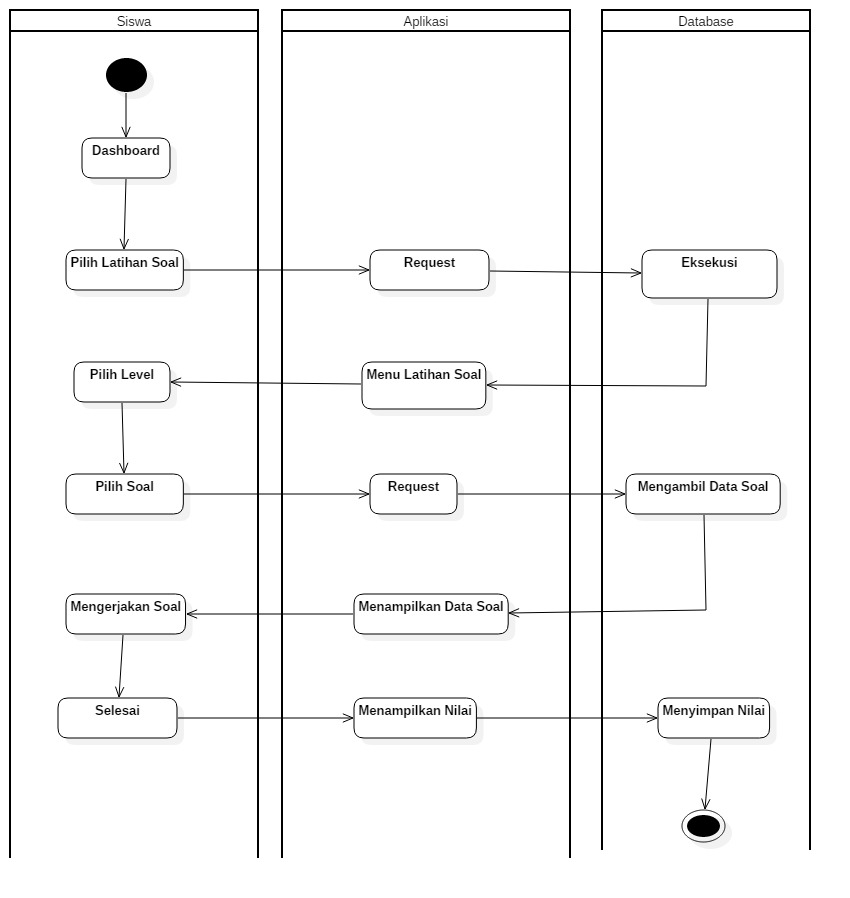 Siswa
Aplikasi
Database
Dashboard
Pilih Latihan Soal
Request
Eksekusi
Pilih Level
Menu Latihan Soal
Pilih Soal
Request
Mengambil Data Soal
Mengerjakan Soal
Menampilkan Data Soal
Selesai
Menampilkan Nilai
Menyimpan Nilai